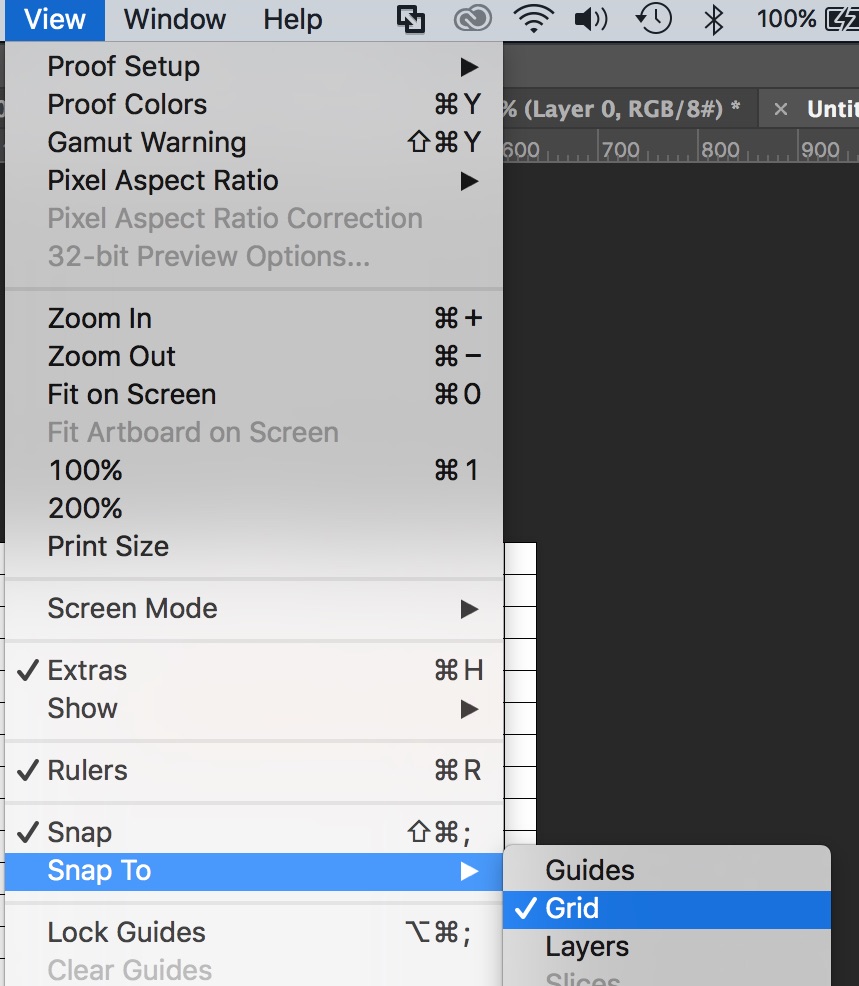 View Window Help 100%
Proof Setup ▶
Proof Colors ⌘Y
% (Layer 0, RGB/8#) * × Untit
Gamut Warning ⇧⌘Y
600 700 800 900
Pixel Aspect Ratio ▶
Pixel Aspect Ratio Correction
32-bit Preview Options...
Zoom In ⌘+
Zoom Out ⌘−
Fit on Screen ⌘0
Fit Artboard on Screen
100% ⌘1
200%
Print Size
Screen Mode ▶
✓ Extras ⌘H
Show ▶
✓ Rulers ⌘R
✓ Snap ⇧⌘;
Snap To ▶
Guides
✓ Grid
Layers
Slices
Lock Guides ⌥⌘;
Clear Guides